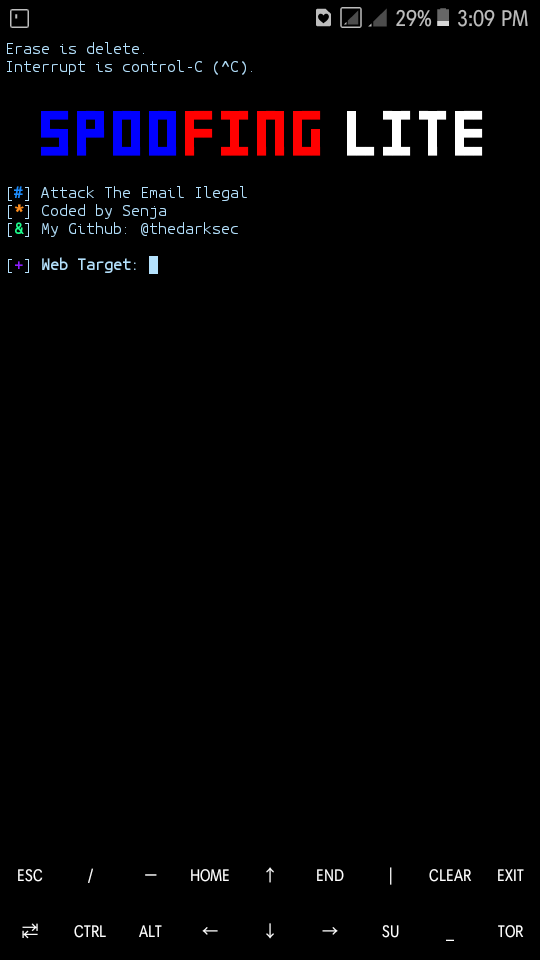 29% 3:09 PM
Erase is delete.
Interrupt is control-C (^C).
SPOOFING LITE
[#] Attack The Email Ilegal
[*] Coded by Senja
[&] My Github: @thedarksec
[+] Web Target:
ESC / — HOME ↑ END | CLEAR EXIT
⇄ CTRL ALT ← ↓ → SU _ TOR